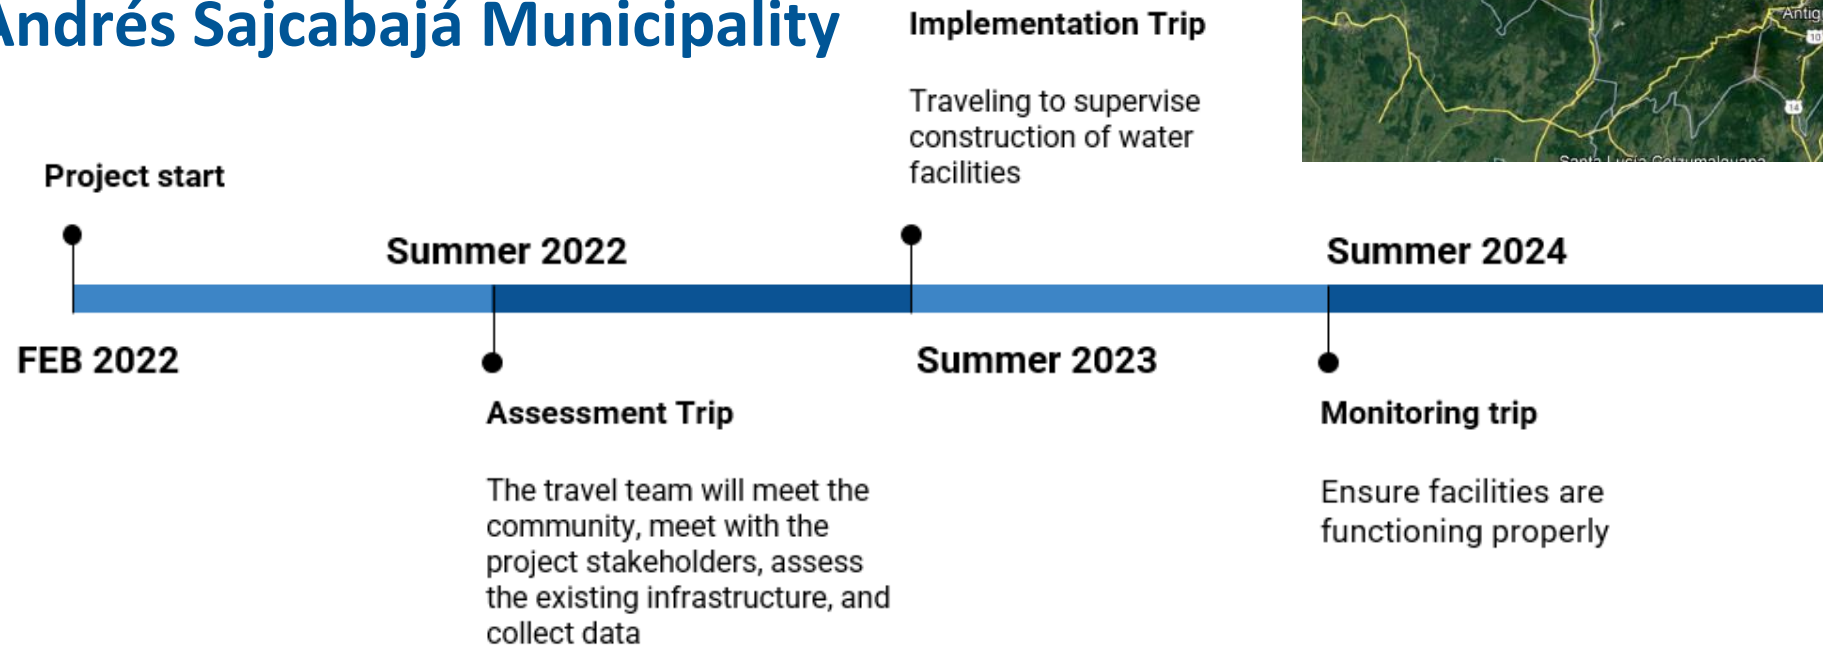 Andrés Sajcabajá Municipality
Implementation Trip
Traveling to supervise
construction of water
facilities
10
14
Project start
Summer 2022
Summer 2024
FEB 2022
Summer 2023
Assessment Trip
The travel team will meet the
community, meet with the
project stakeholders, assess
the existing infrastructure, and
collect data
Monitoring trip
Ensure facilities are
functioning properly